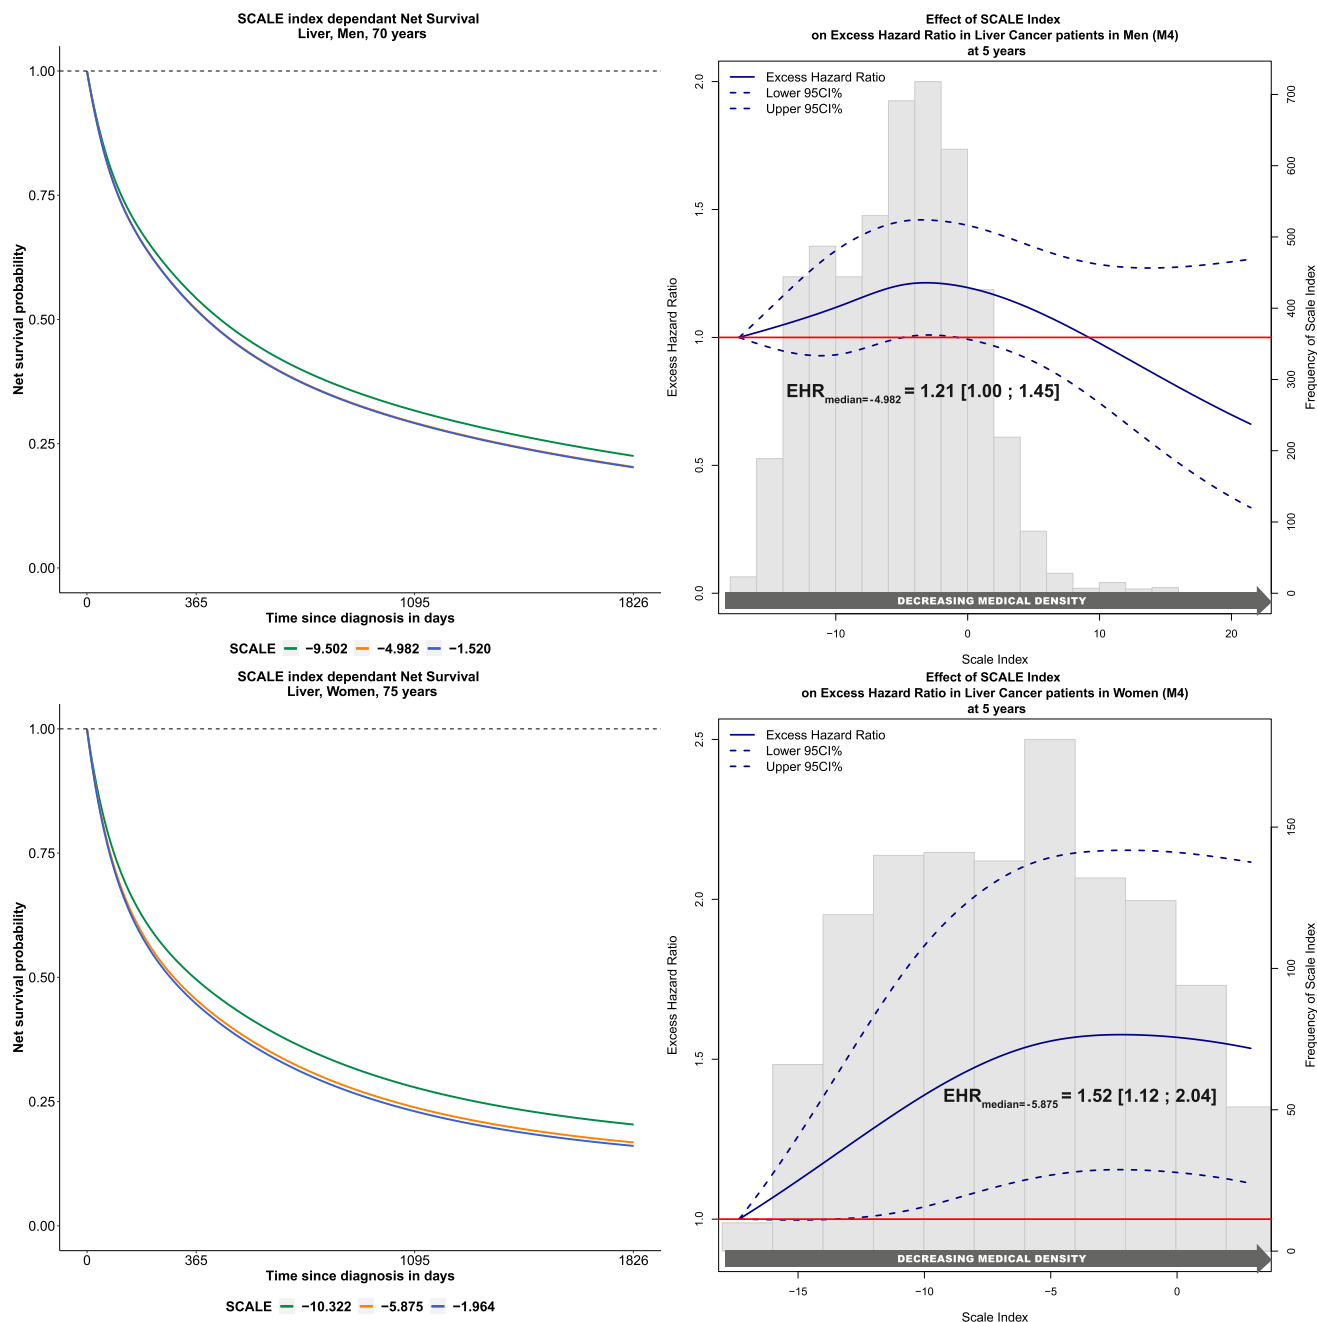 SCALE index dependant Net Survival
Liver, Men, 70 years
1.00
0.75
0.50
0.25
0.00
Net survival probability
0
365
1095
1826
Time since diagnosis in days
SCALE −9.502 −4.982 −1.520
Effect of SCALE Index
on Excess Hazard Ratio in Liver Cancer patients in Men (M4)
at 5 years
Excess Hazard Ratio
Lower 95CI%
Upper 95CI%
2.0
1.5
1.0
0.5
0.0
Excess Hazard Ratio
EHRmedian=-4.982 = 1.21 [1.00 ; 1.45]
700
600
500
400
300
200
100
0
Frequency of Scale Index
DECREASING MEDICAL DENSITY
−10
0
10
20
Scale Index
SCALE index dependant Net Survival
Liver, Women, 75 years
1.00
0.75
0.50
0.25
0.00
Net survival probability
0
365
1095
1826
Time since diagnosis in days
SCALE −10.322 −5.875 −1.964
Effect of SCALE Index
on Excess Hazard Ratio in Liver Cancer patients in Women (M4)
at 5 years
Excess Hazard Ratio
Lower 95CI%
Upper 95CI%
2.5
2.0
1.5
1.0
Excess Hazard Ratio
EHRmedian=-5.875 = 1.52 [1.12 ; 2.04]
150
100
50
0
Frequency of Scale Index
DECREASING MEDICAL DENSITY
−15
−10
−5
0
Scale Index